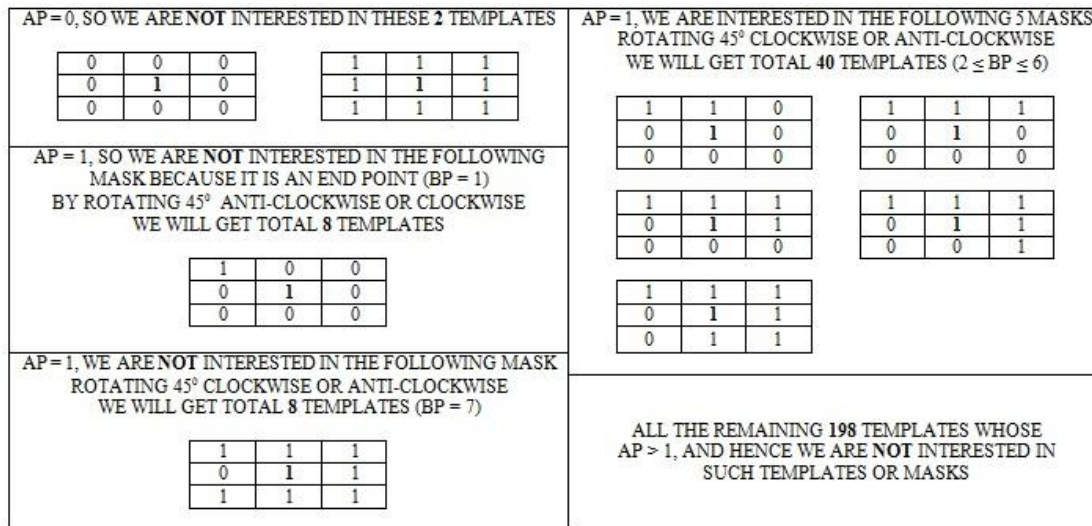 AP = 0, SO WE ARE NOT INTERESTED IN THESE 2 TEMPLATES
0 0 0
0 1 0
0 0 0
1 1 1
1 1 1
1 1 1
AP = 1, SO WE ARE NOT INTERESTED IN THE FOLLOWING
MASK BECAUSE IT IS AN END POINT (BP = 1)
BY ROTATING 45⁰ ANTI-CLOCKWISE OR CLOCKWISE
WE WILL GET TOTAL 8 TEMPLATES
1 0 0
0 1 0
0 0 0
AP = 1, WE ARE NOT INTERESTED IN THE FOLLOWING MASK
ROTATING 45⁰ CLOCKWISE OR ANTI-CLOCKWISE
WE WILL GET TOTAL 8 TEMPLATES (BP = 7)
1 1 1
0 1 1
1 1 1
AP = 1, WE ARE INTERESTED IN THE FOLLOWING 5 MASKS
ROTATING 45⁰ CLOCKWISE OR ANTI-CLOCKWISE
WE WILL GET TOTAL 40 TEMPLATES (2 ≤ BP ≤ 6)
1 1 0
0 1 0
0 0 0
1 1 1
0 1 0
0 0 0
1 1 1
0 1 1
0 0 0
1 1 1
0 1 1
0 0 1
1 1 1
0 1 1
0 1 1
ALL THE REMAINING 198 TEMPLATES WHOSE
AP > 1, AND HENCE WE ARE NOT INTERESTED IN
SUCH TEMPLATES OR MASKS